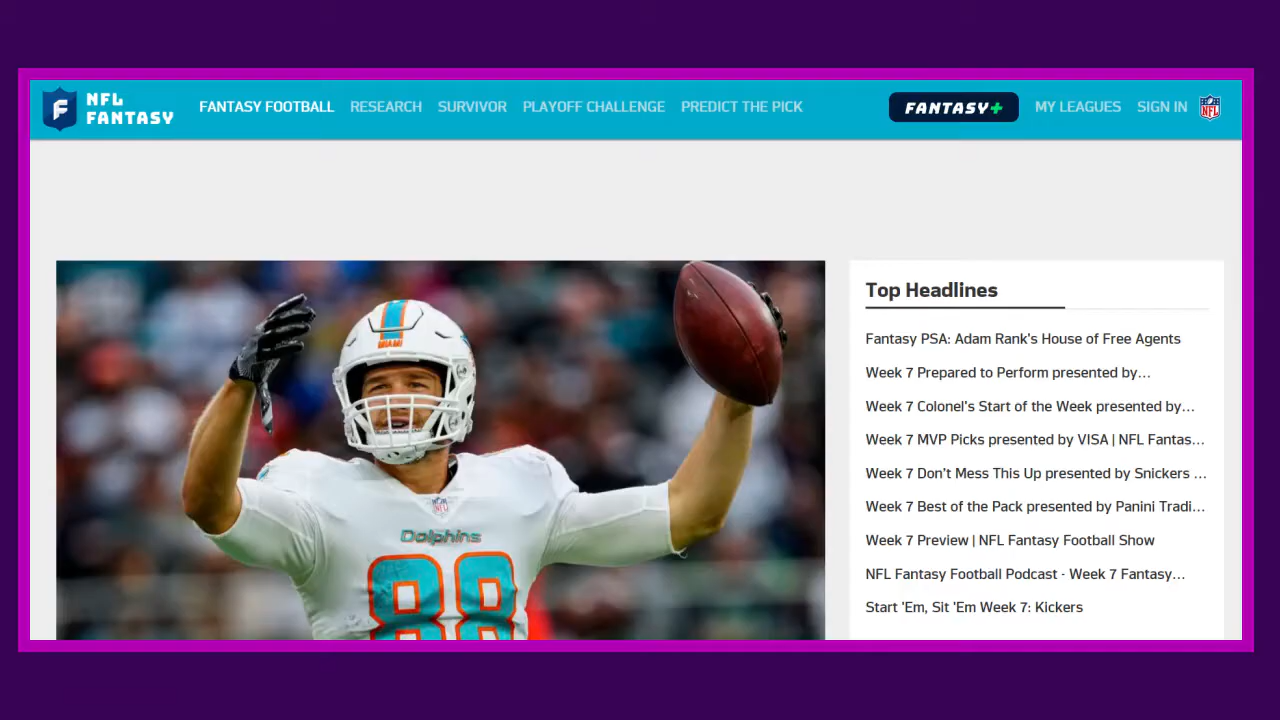 NFL FANTASY
FANTASY FOOTBALL RESEARCH SURVIVOR PLAYOFF CHALLENGE PREDICT THE PICK FANTASY+ MY LEAGUES SIGN IN NFL
Top Headlines
Fantasy PSA: Adam Rank's House of Free Agents
Week 7 Prepared to Perform presented by...
Week 7 Colonel's Start of the Week presented by...
Week 7 MVP Picks presented by VISA | NFL Fantas...
Week 7 Don't Mess This Up presented by Snickers ...
Week 7 Best of the Pack presented by Panini Tradi...
Week 7 Preview | NFL Fantasy Football Show
NFL Fantasy Football Podcast - Week 7 Fantasy...
Start 'Em, Sit 'Em Week 7: Kickers
MIAMI
NFL
Dolphins
88